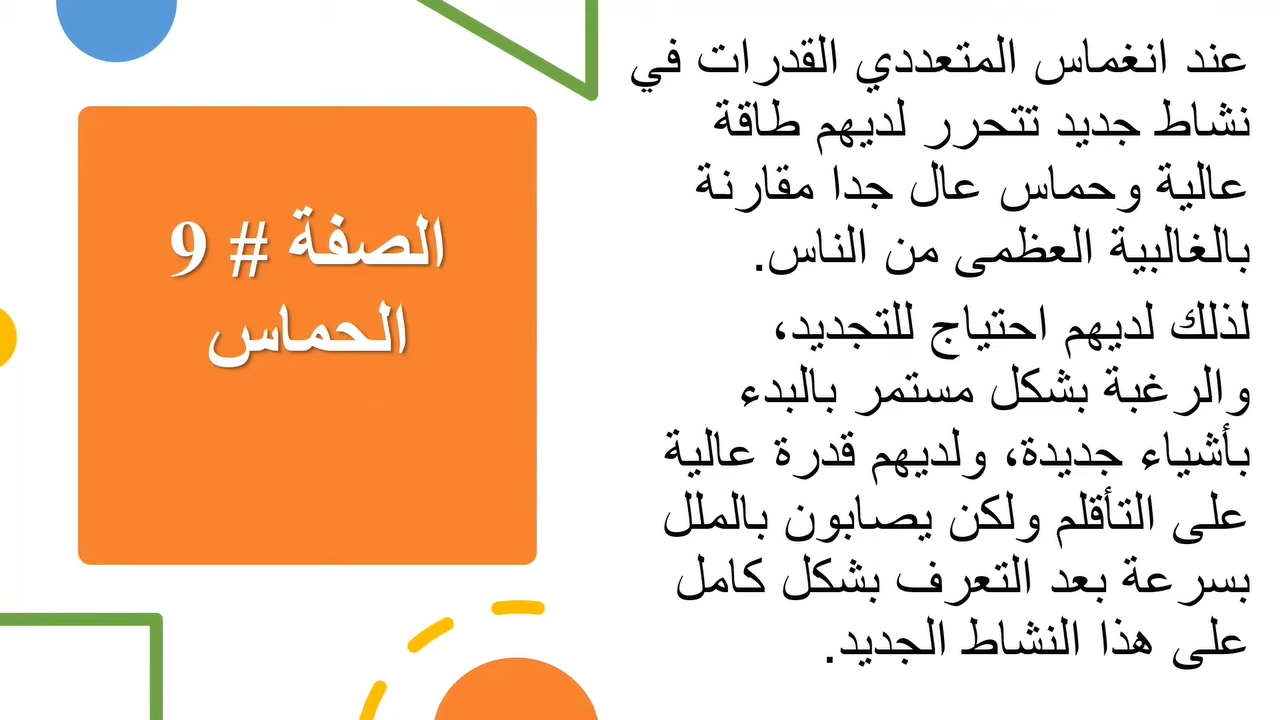 الصفة # 9
الحماس
عند انغماس المتعددي القدرات في
نشاط جديد تتحرر لديهم طاقة
عالية وحماس عال جدا مقارنة
بالغالبية العظمى من الناس.
لذلك لديهم احتياج للتجديد،
والرغبة بشكل مستمر بالبدء
بأشياء جديدة، ولديهم قدرة عالية
على التأقلم ولكن يصابون بالملل
بسرعة بعد التعرف بشكل كامل
على هذا النشاط الجديد.